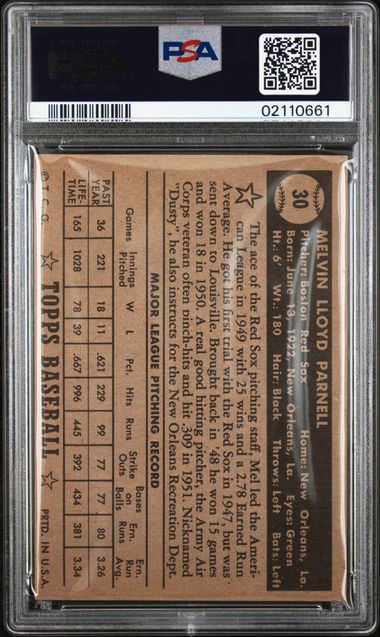 PSA
PSA
02110661
30
MELVIN LLOYD PARNELL
Pitcher: Boston Red Sox Home: New Orleans, La.
Born: June 13, 1922, New Orleans, La. Eyes: Green
Ht.: 6' Wt.: 180 Hair: Black Throws: Left Bats: Left
The ace of the Red Sox pitching staff, Mel led the Ameri-
can League in 1949 with 25 wins and a 2.78 Earned Run
Average. He got his first trial with the Red Sox in 1947, but was
sent down to Louisville. Brought back in '48 he won 15 games
and won 18 in 1950. A real good hitting pitcher, the Army Air
Corps veteran often pinch-hits and hit .309 in 1951. Nicknamed
"Dusty", he also instructs for the New Orleans Recreation Dept.
MAJOR LEAGUE PITCHING RECORD
Games Innings Pitched W L Pct. Hits Runs Strike Outs Bases on Balls Ern. Runs Ern. Run Avg.
PAST YEAR 36 221 18 11 .621 229 99 77 77 80 3.26
LIFE-TIME 165 1028 78 39 .667 996 445 392 434 381 3.34
© T. C. G. TOPPS BASEBALL PRTD. IN U.S.A.